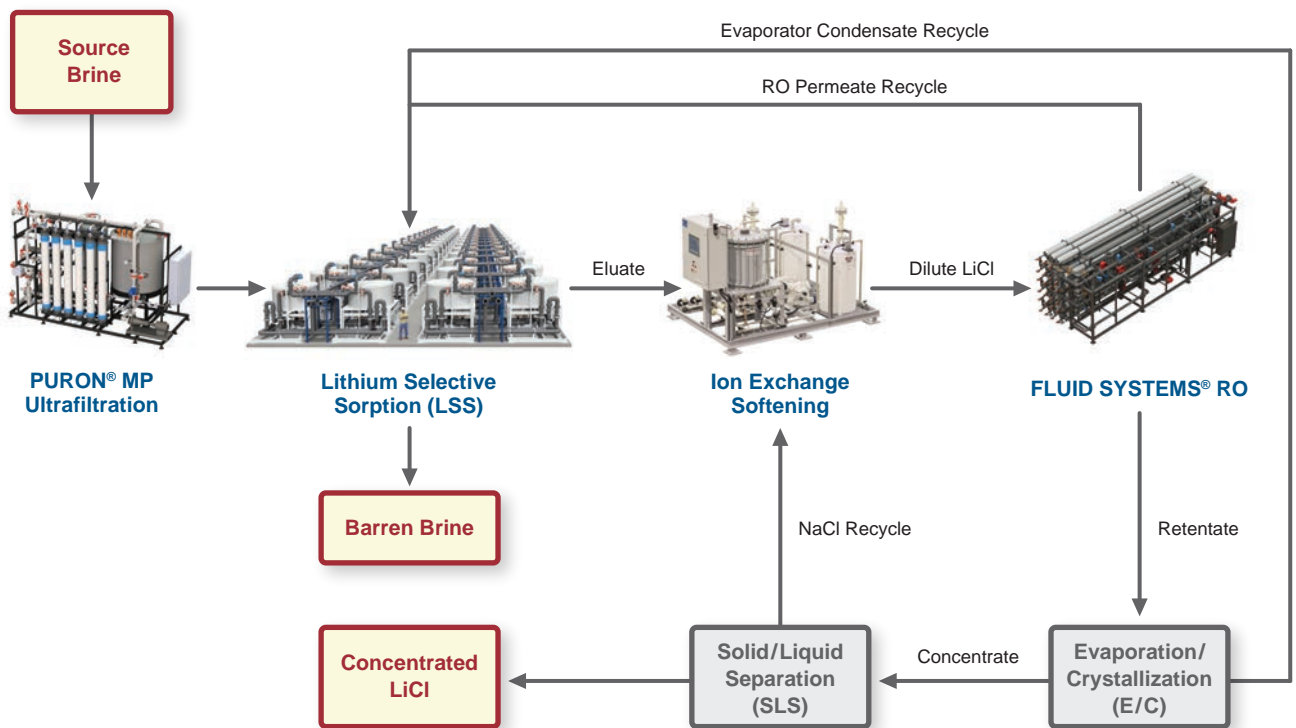 Source
Brine
Evaporator Condensate Recycle
RO Permeate Recycle
Eluate
Dilute LiCl
PURON® MP
Ultrafiltration
Lithium Selective
Sorption (LSS)
Ion Exchange
Softening
FLUID SYSTEMS® RO
Barren Brine
NaCl Recycle
Retentate
Concentrated
LiCl
Solid/Liquid
Separation
(SLS)
Concentrate
Evaporation/
Crystallization
(E/C)